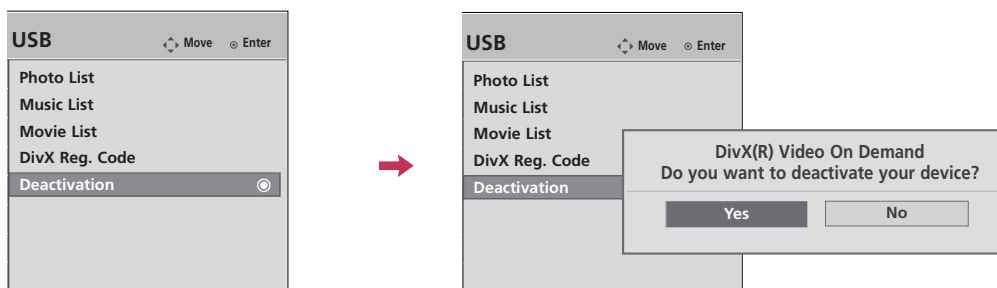 USB
Move Enter
Photo List
Music List
Movie List
DivX Reg. Code
Deactivation
USB
Move Enter
Photo List
Music List
Movie List
DivX Reg. Code
Deactivation
DivX(R) Video On Demand
Do you want to deactivate your device?
Yes No